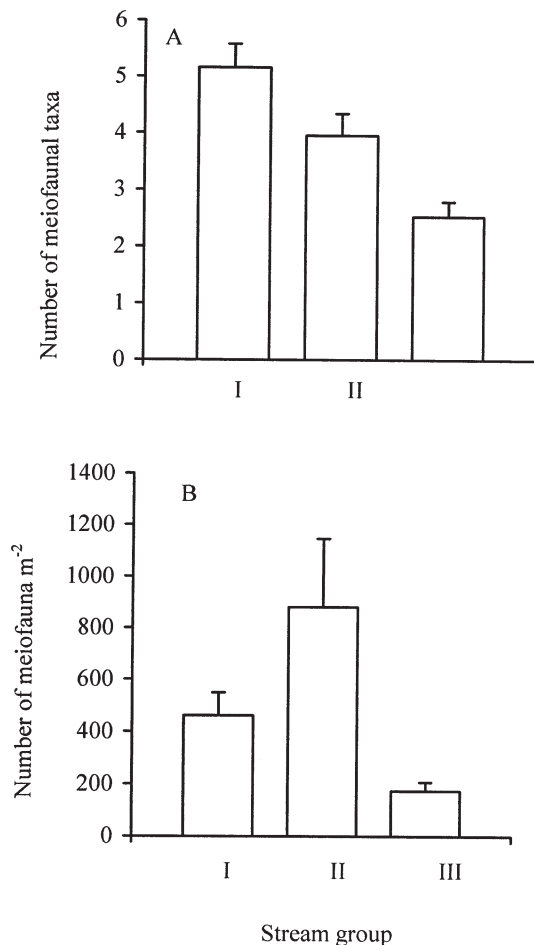 A
Number of meiofaunal taxa
6
5
4
3
2
1
0
I II
B
Number of meiofauna m⁻²
1400
1200
1000
800
600
400
200
0
I II III
Stream group